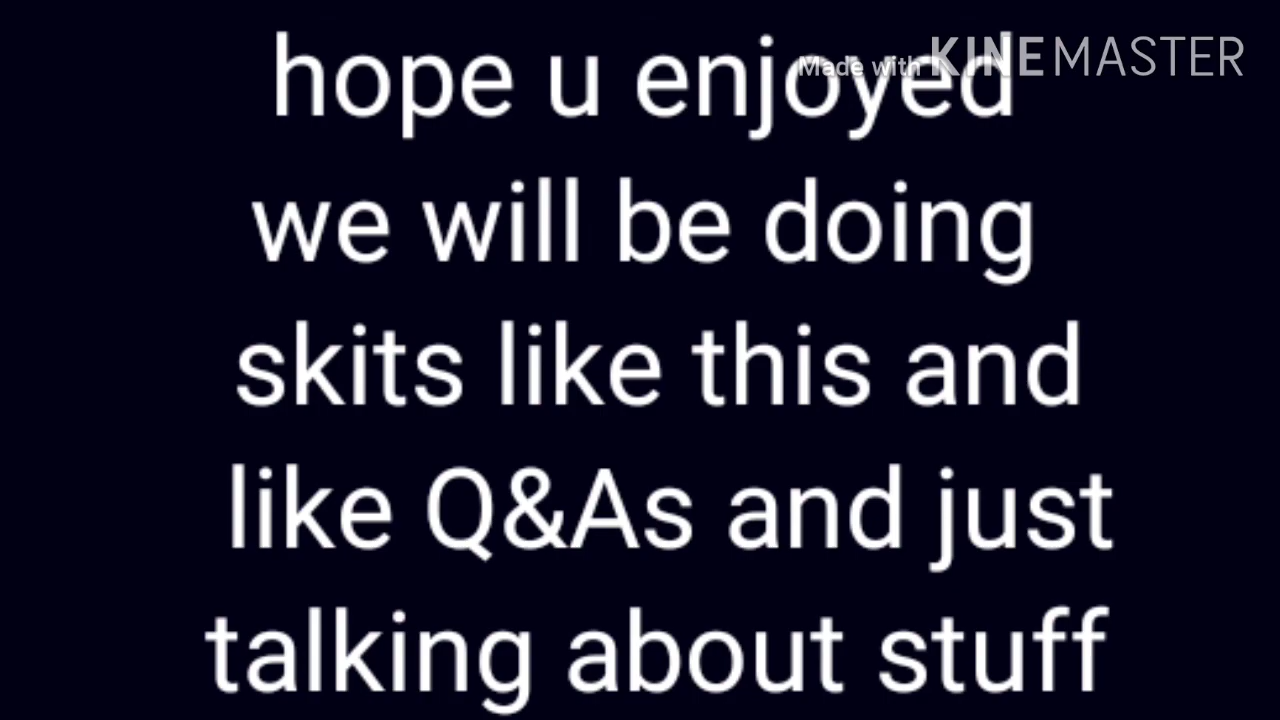 Made with KINEMASTER
hope u enjoyed
we will be doing
skits like this and
like Q&As and just
talking about stuff